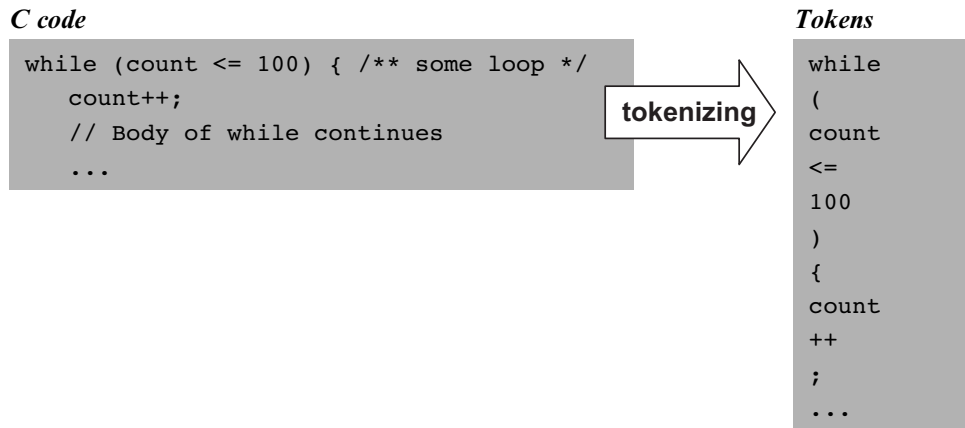 C code
while (count <= 100) { /** some loop */
count++;
// Body of while continues
...
tokenizing
Tokens
while
(
count
<=
100
)
{
count
++
;
...